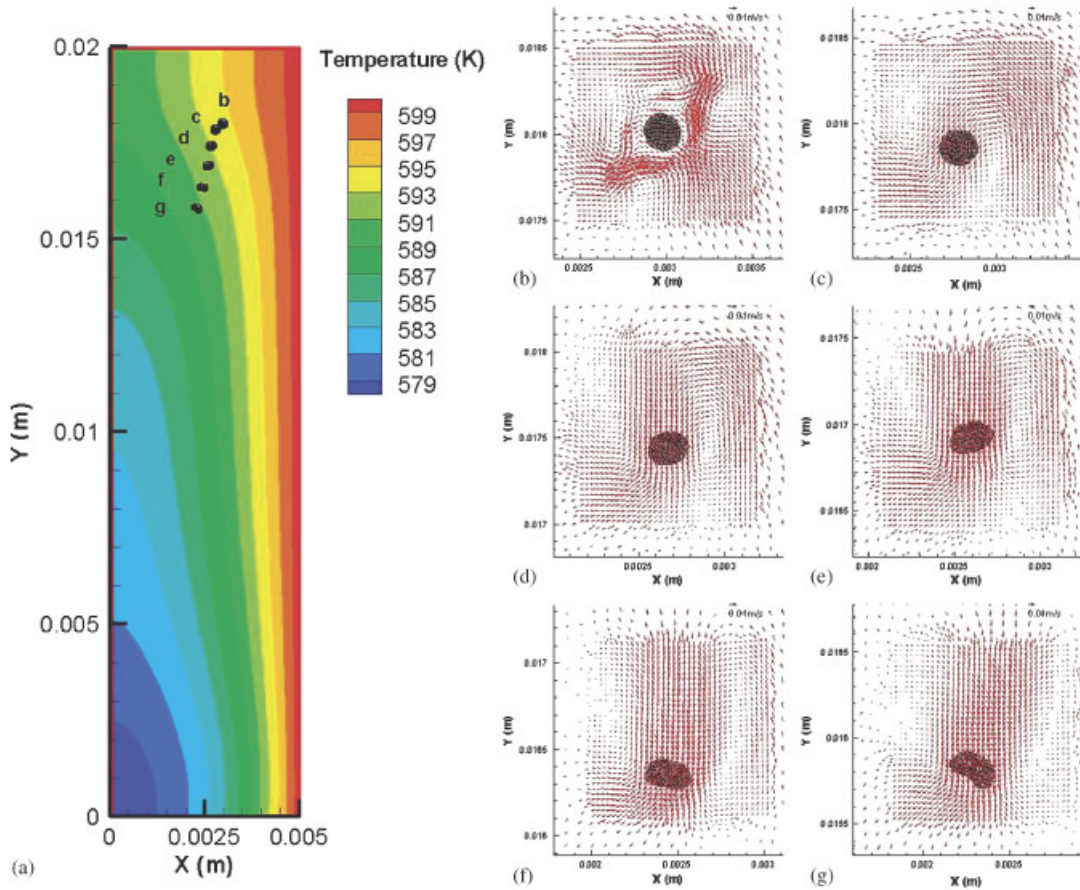 0.02
0.015
0.01
0.005
0
Y (m)
0
0.0025
0.005
X (m)
b
c
d
e
f
g
(a)
Temperature (K)
599
597
595
593
591
589
587
585
583
581
579
0.01m/s
0.0185
0.018
0.0175
Y (m)
0.0025
0.003
0.0035
X (m)
(b)
0.01m/s
0.0185
0.018
0.0175
Y (m)
0.0025
0.003
X (m)
(c)
0.01m/s
0.018
0.0175
0.017
Y (m)
0.0025
0.003
X (m)
(d)
0.01m/s
0.0175
0.017
0.0165
Y (m)
0.002
0.0025
0.003
X (m)
(e)
0.01m/s
0.017
0.0165
0.016
Y (m)
0.002
0.0025
0.003
X (m)
(f)
0.01m/s
0.0165
0.016
0.0155
Y (m)
0.002
0.0025
X (m)
(g)